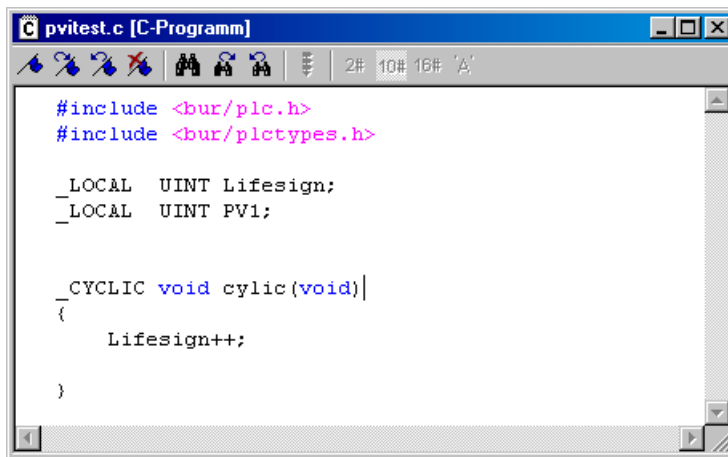 C pvitest.c [C-Programm]
2# 10# 16# 'A'
#include <bur/plc.h>
#include <bur/plctypes.h>
_LOCAL  UINT Lifesign;
_LOCAL  UINT PV1;
_CYCLIC void cylic(void)
{
    Lifesign++;
}